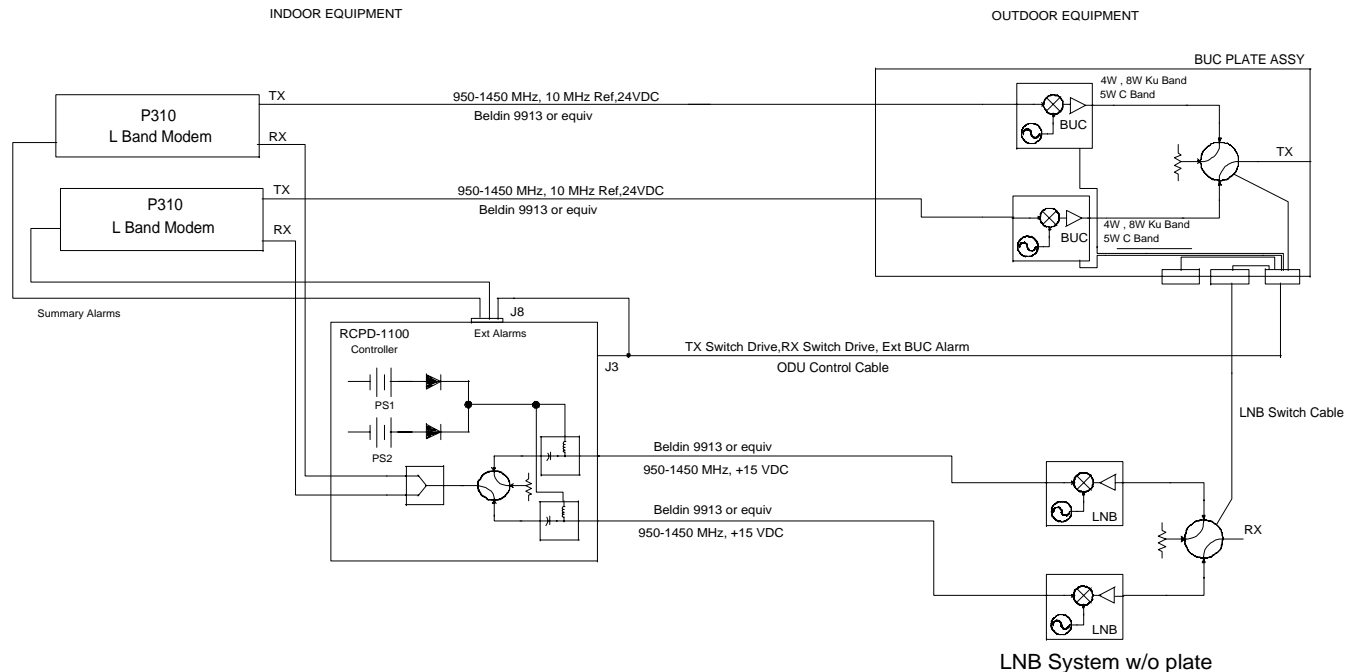 INDOOR EQUIPMENT
OUTDOOR EQUIPMENT
BUC PLATE ASSY
P310
L Band Modem
TX
RX
950-1450 MHz, 10 MHz Ref,24VDC
Beldin 9913 or equiv
4W , 8W Ku Band
5W C Band
BUC
TX
P310
L Band Modem
TX
RX
950-1450 MHz, 10 MHz Ref,24VDC
Beldin 9913 or equiv
BUC
4W , 8W Ku Band
5W C Band
Summary Alarms
J8
Ext Alarms
RCPD-1100
Controller
J3
TX Switch Drive,RX Switch Drive, Ext BUC Alarm
ODU Control Cable
PS1
PS2
LNB Switch Cable
Beldin 9913 or equiv
950-1450 MHz, +15 VDC
LNB
Beldin 9913 or equiv
950-1450 MHz, +15 VDC
RX
LNB
LNB System w/o plate